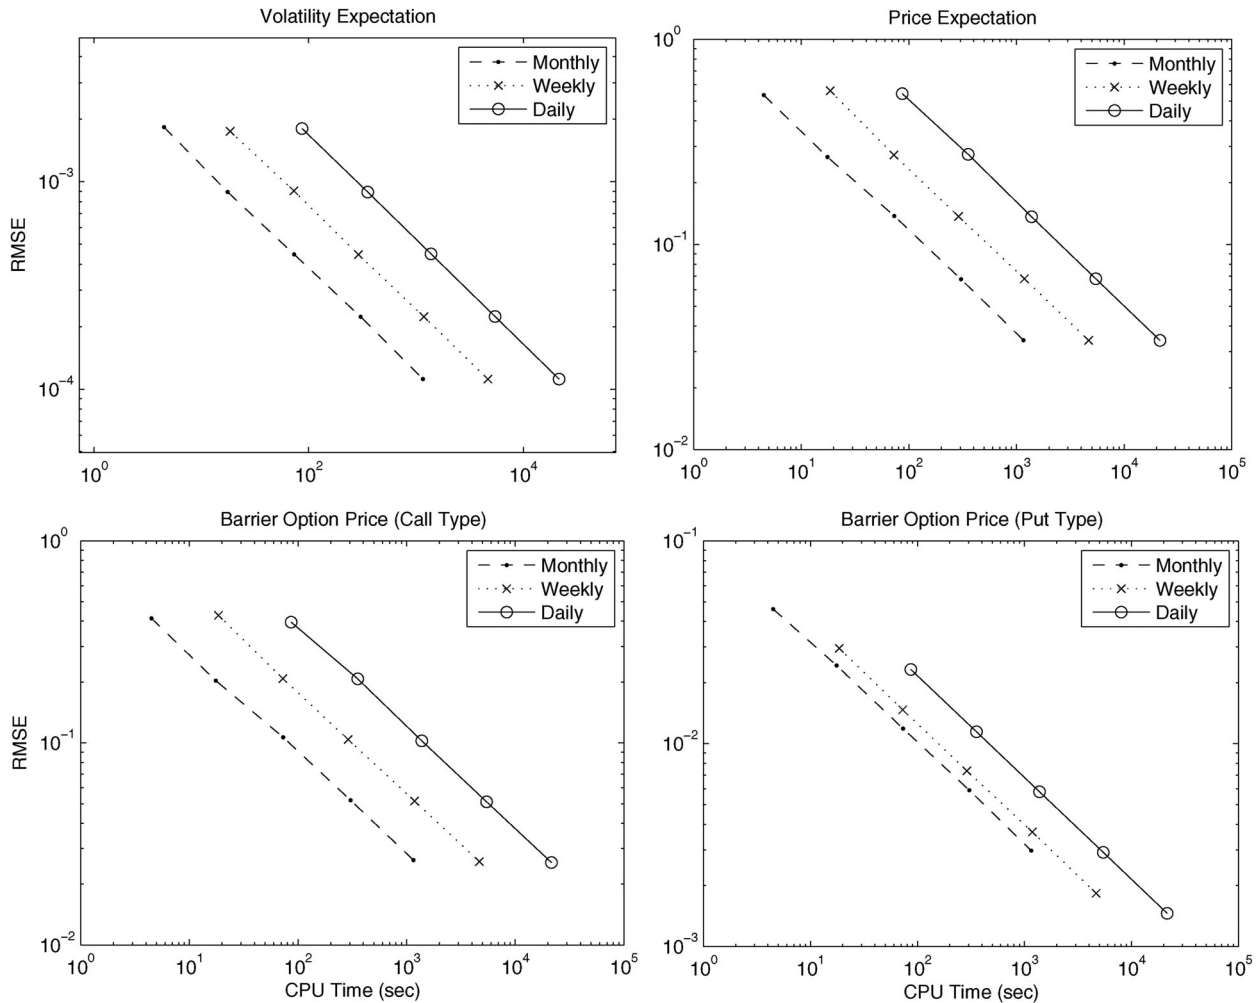 Volatility Expectation
Monthly
Weekly
Daily
RMSE
10^-3
10^-4
10^0
10^2
10^4
Price Expectation
Monthly
Weekly
Daily
10^0
10^-1
10^-2
10^0
10^1
10^2
10^3
10^4
10^5
Barrier Option Price (Call Type)
Monthly
Weekly
Daily
RMSE
10^0
10^-1
10^-2
10^0
10^1
10^2
10^3
10^4
10^5
CPU Time (sec)
Barrier Option Price (Put Type)
Monthly
Weekly
Daily
10^-1
10^-2
10^-3
10^0
10^1
10^2
10^3
10^4
10^5
CPU Time (sec)